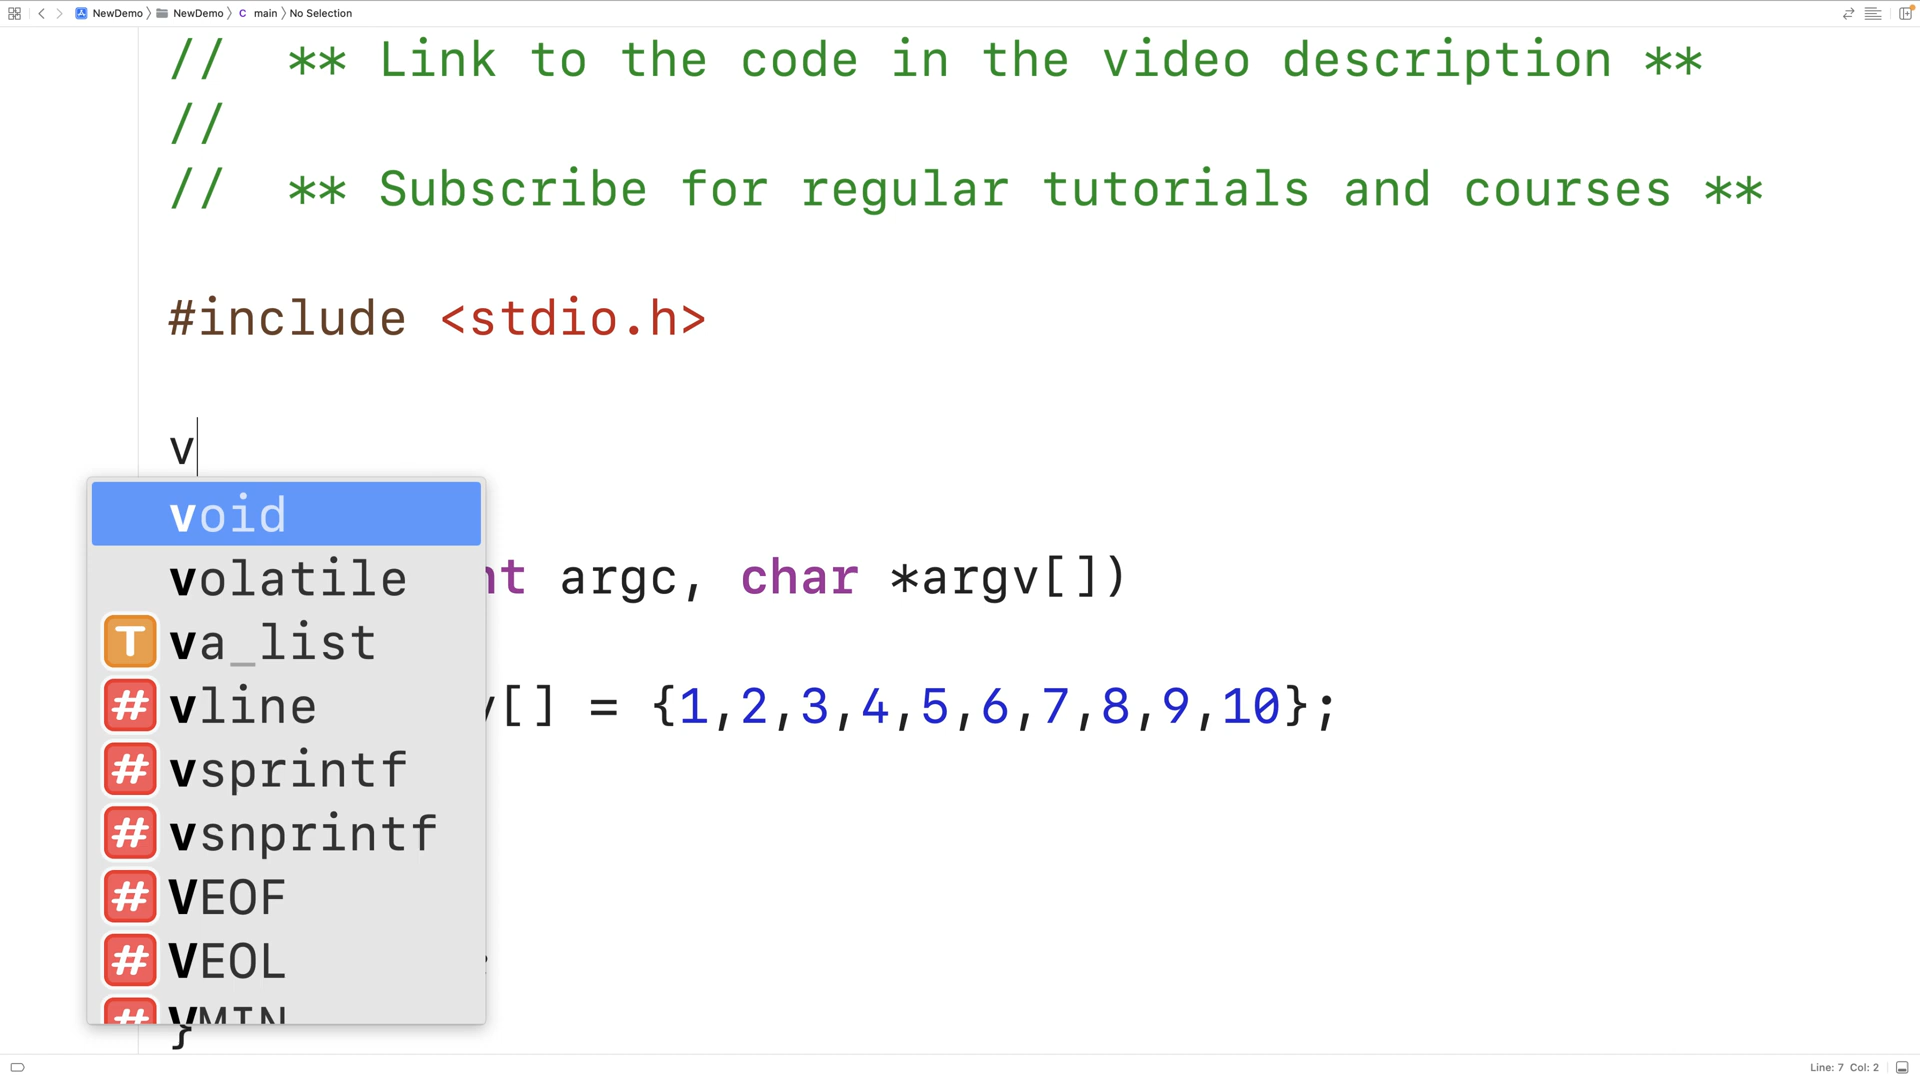 NewDemo NewDemo C main No Selection
// ** Link to the code in the video description **
//
// ** Subscribe for regular tutorials and courses **
#include <stdio.h>
v
void
volatile
nt argc, char *argv[])
T va_list
# vline
[] = {1,2,3,4,5,6,7,8,9,10};
# vsprintf
# vsnprintf
# VEOF
# VEOL
# VMIN
}
Line: 7 Col: 2